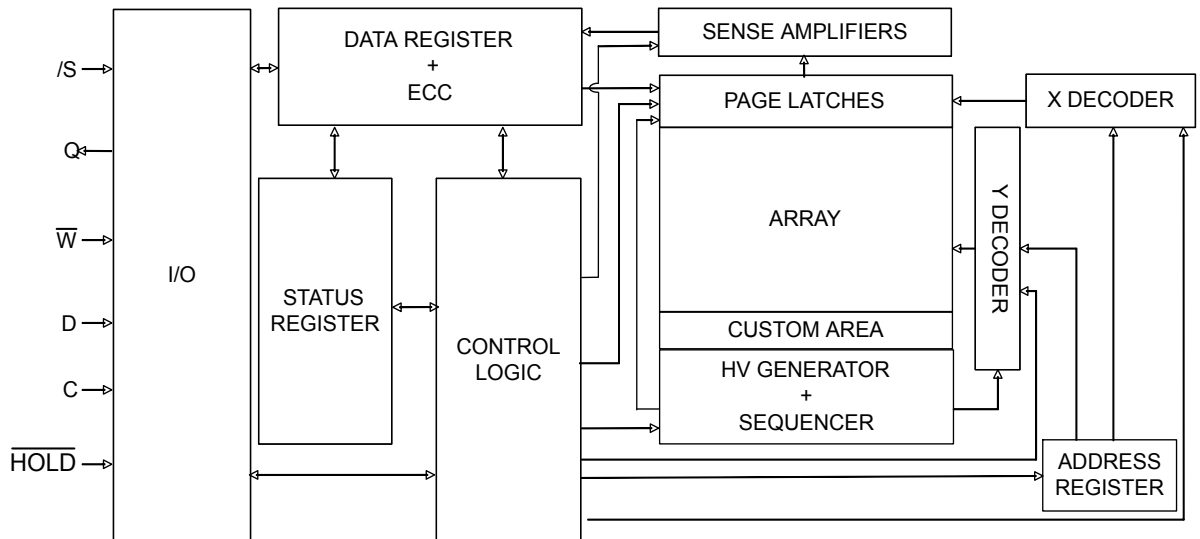 /S
Q
W
D
C
HOLD
I/O
DATA REGISTER
+
ECC
STATUS
REGISTER
CONTROL
LOGIC
SENSE AMPLIFIERS
PAGE LATCHES
ARRAY
CUSTOM AREA
HV GENERATOR
+
SEQUENCER
Y DECODER
X DECODER
ADDRESS
REGISTER